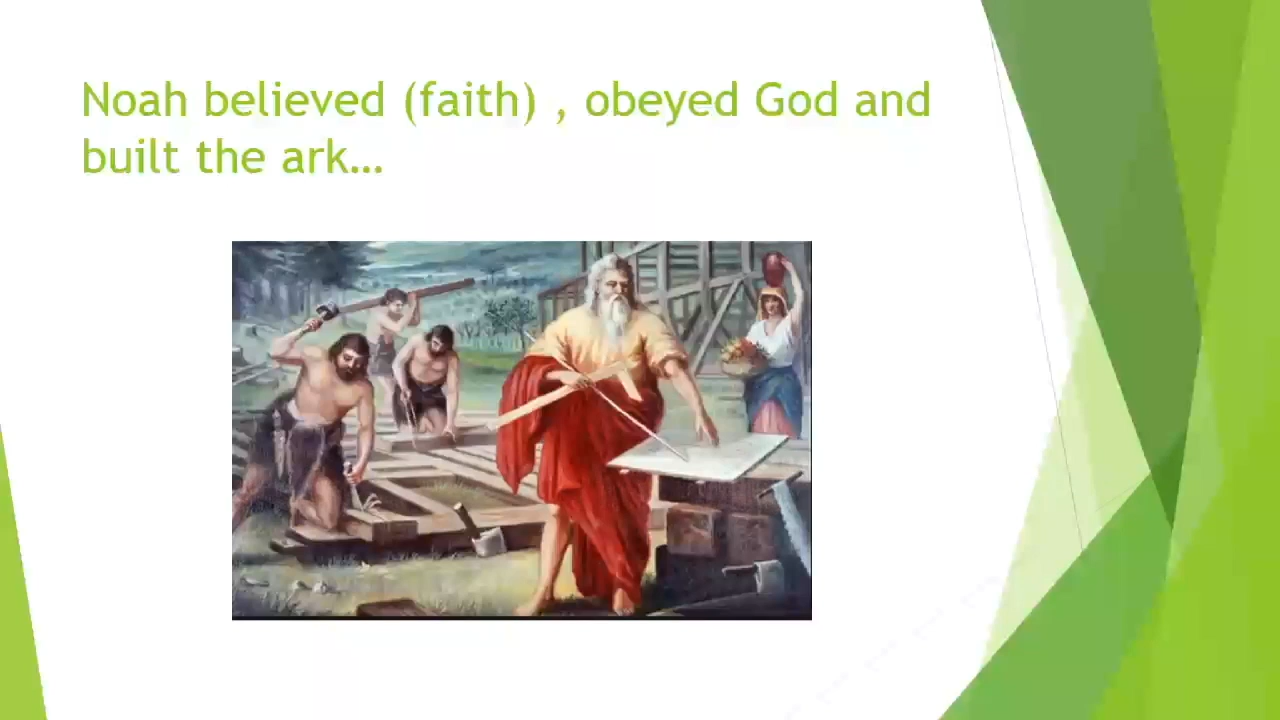 Noah believed (faith) , obeyed God and
built the ark…